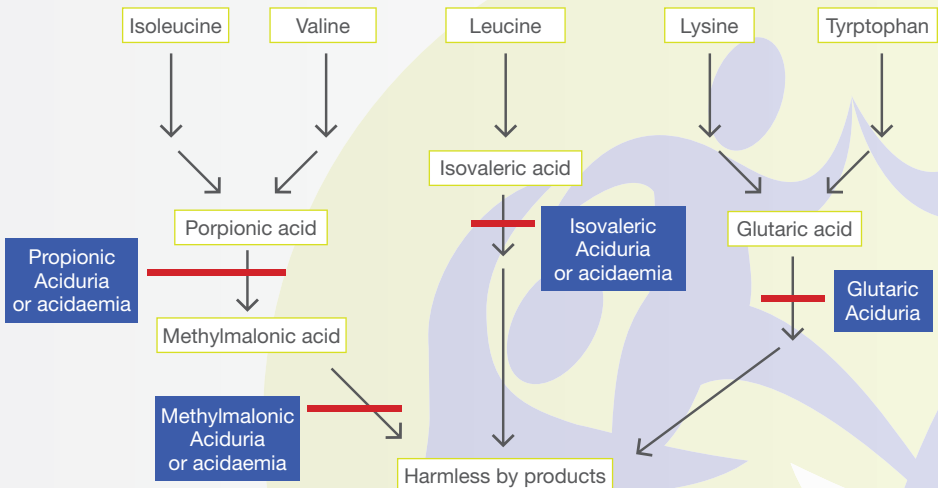 Isoleucine
Valine
Leucine
Lysine
Tyrptophan
Isovaleric acid
Porpionic acid
Isovaleric
Aciduria
or acidaemia
Glutaric acid
Propionic
Aciduria
or acidaemia
Glutaric
Aciduria
Methylmalonic acid
Methylmalonic
Aciduria
or acidaemia
Harmless by products